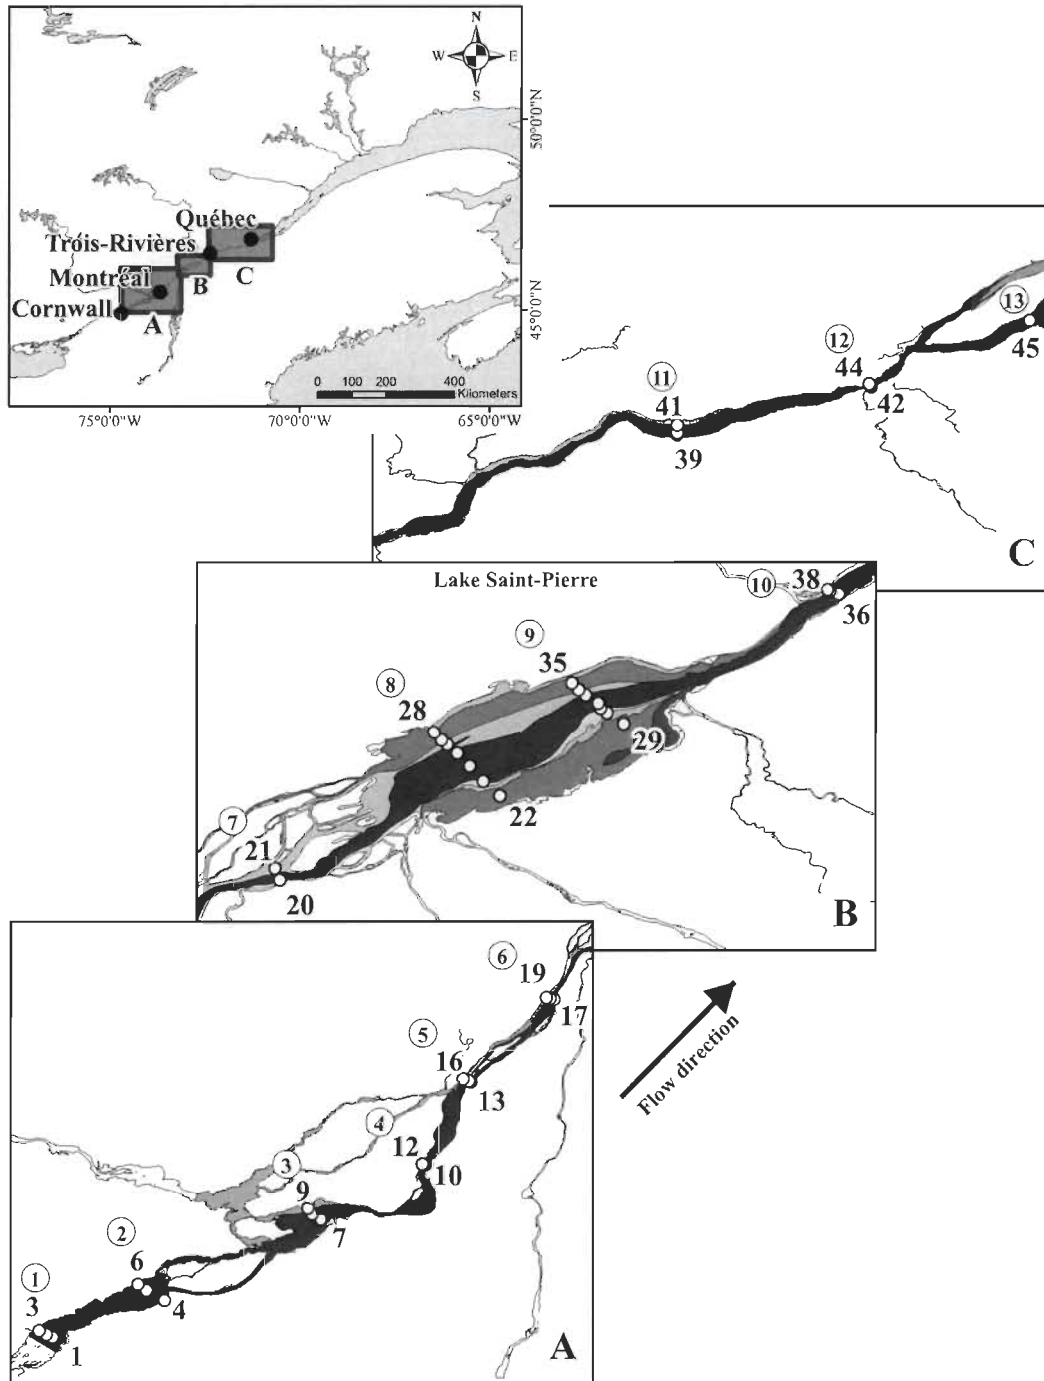 N
W E
S
50°0'0"N
45°0'0"N
Québec
Trois-Rivières
Montréal
Cornwall
A
B
C
0 100 200 400
Kilometers
75°0'0"W 70°0'0"W 65°0'0"W
13
45
12
44
42
11
41
39
C
Lake Saint-Pierre
10
38
36
9
35
29
8
28
22
7
21
20
B
6
19
17
5
16
13
4
12
10
3
9
7
2
6
4
1
3
1
A
Flow direction